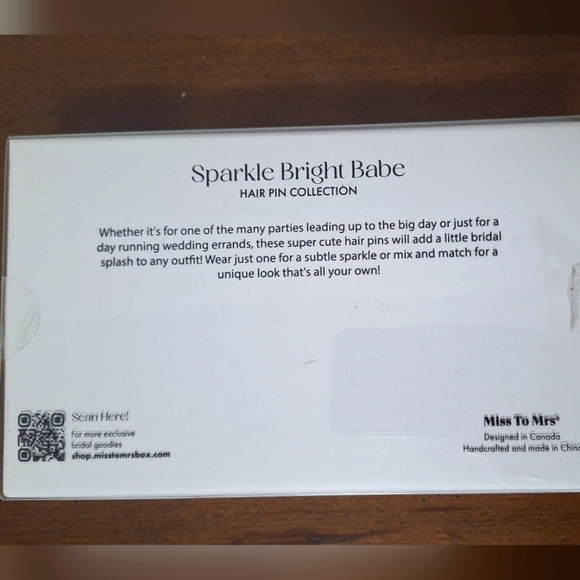 Sparkle Bright Babe
HAIR PIN COLLECTION
Whether it's for one of the many parties leading up to the big day or just for a
day running wedding errands, these super cute hair pins will add a little bridal
splash to any outfit! Wear just one for a subtle sparkle or mix and match for a
unique look that's all your own!
Scan Here!
For more exclusive
bridal goodies
shop.misstomrsbox.com
Miss To Mrs®
Designed in Canada
Handcrafted and made in China